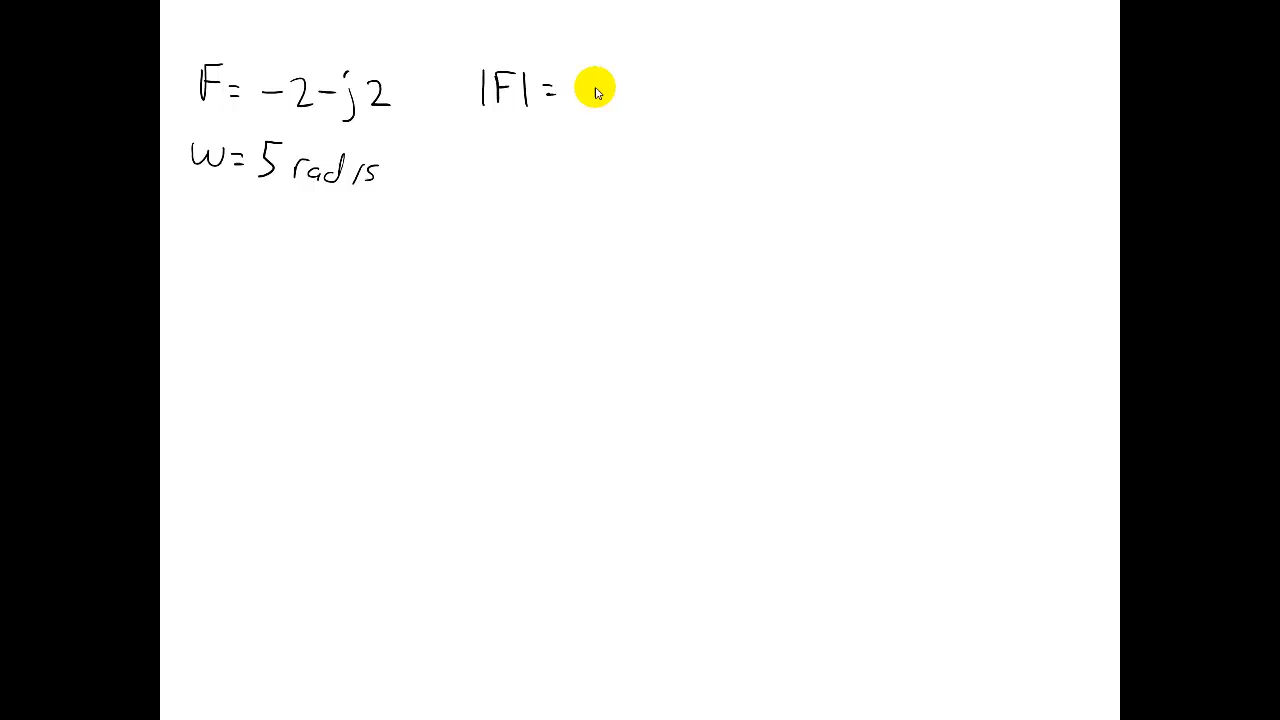 F = -2-j2 |F| =
w = 5 rad/s